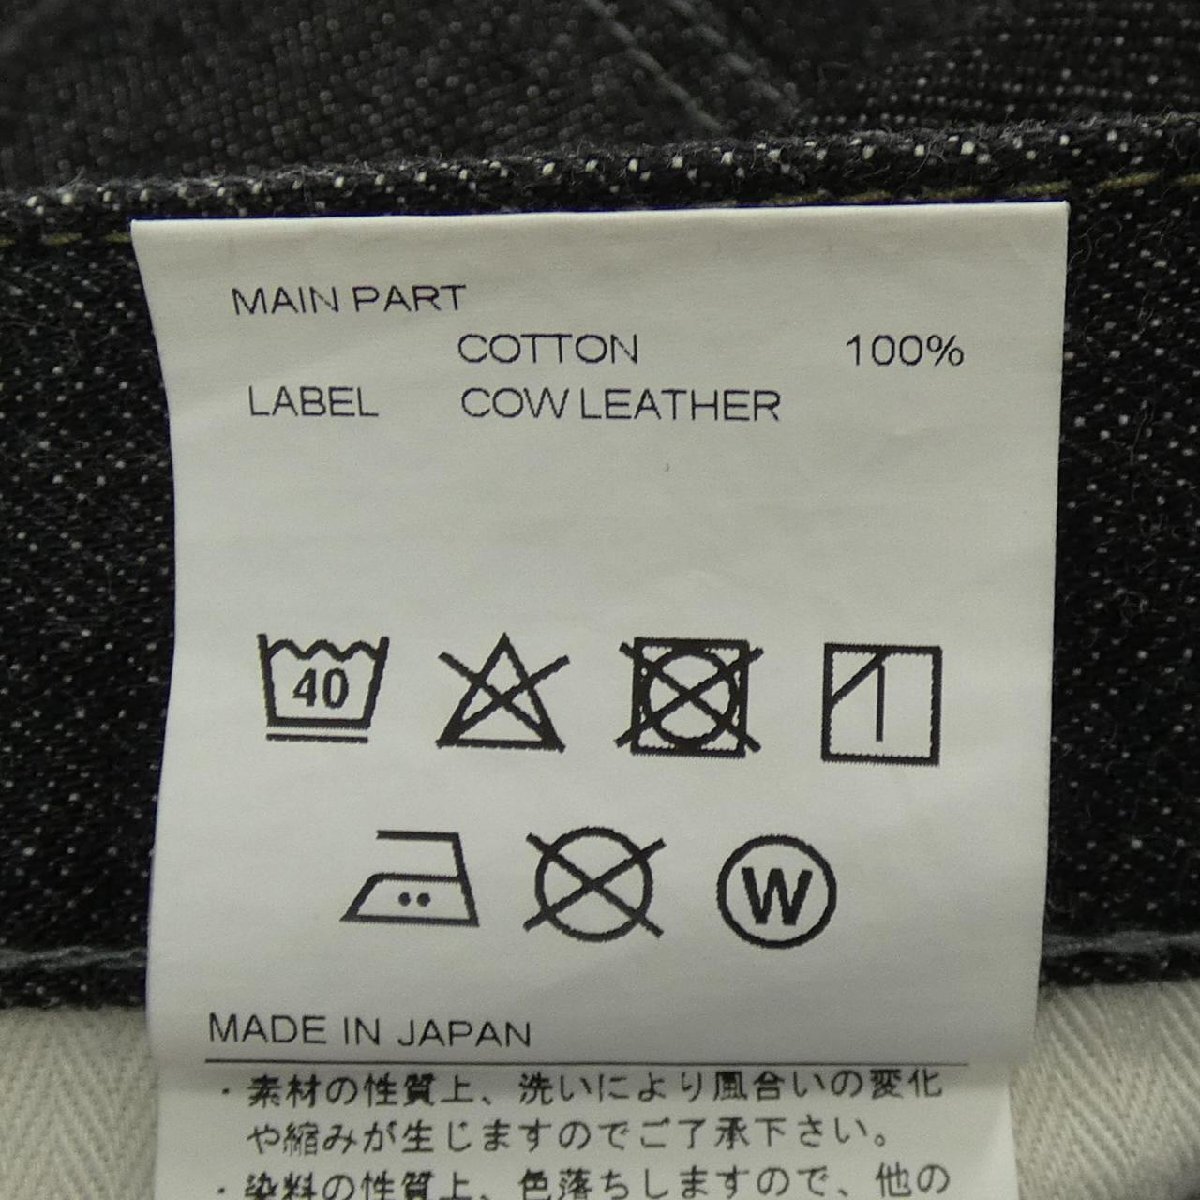 MAIN PART
COTTON 100%
LABEL COW LEATHER
40
W
MADE IN JAPAN
・素材の性質上、洗いにより風合いの変化
や縮みが生じますのでご了承下さい。
・染料の性質上、色落ちしますので、他の